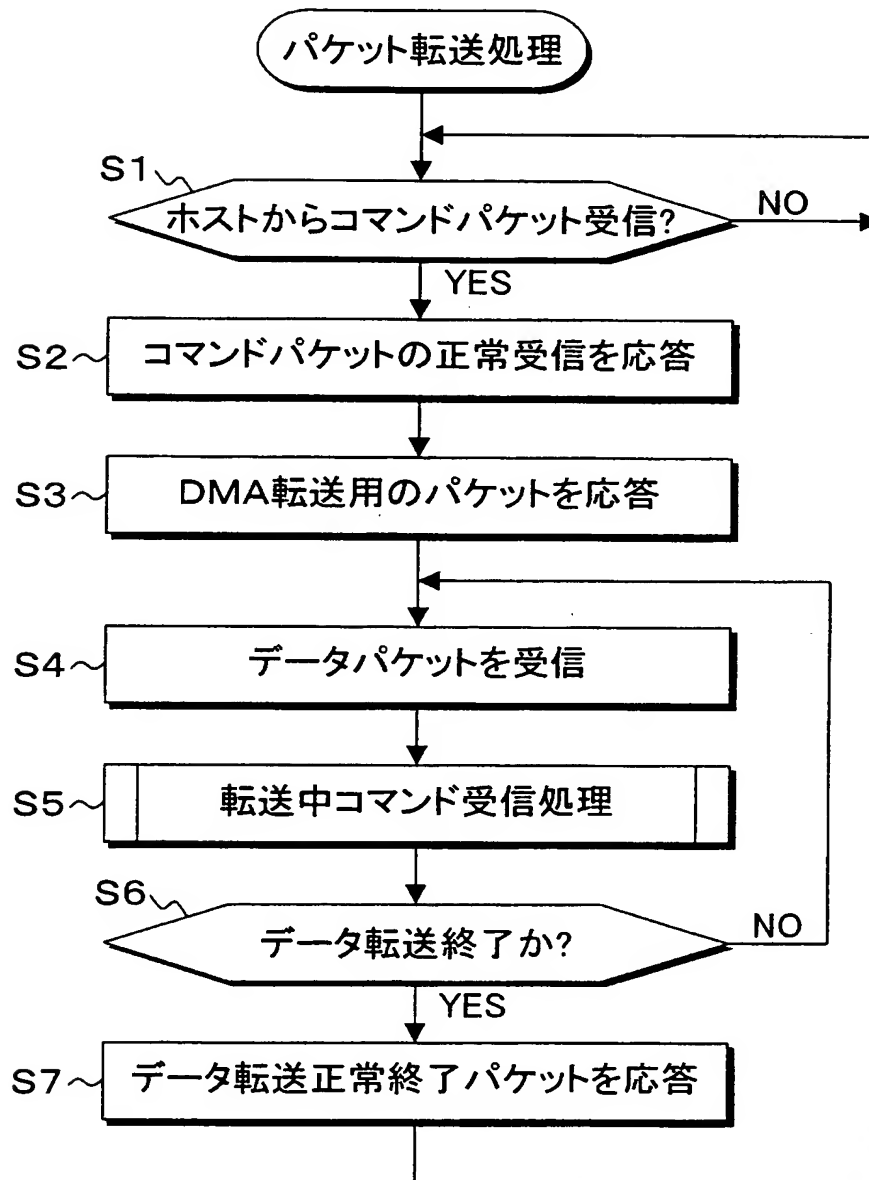 パケット転送処理
S1
ホストからコマンドパケット受信?
NO
YES
S2
コマンドパケットの正常受信を応答
S3
DMA転送用のパケットを応答
S4
データパケットを受信
S5
転送中コマンド受信処理
S6
データ転送終了か?
NO
YES
S7
データ転送正常終了パケットを応答